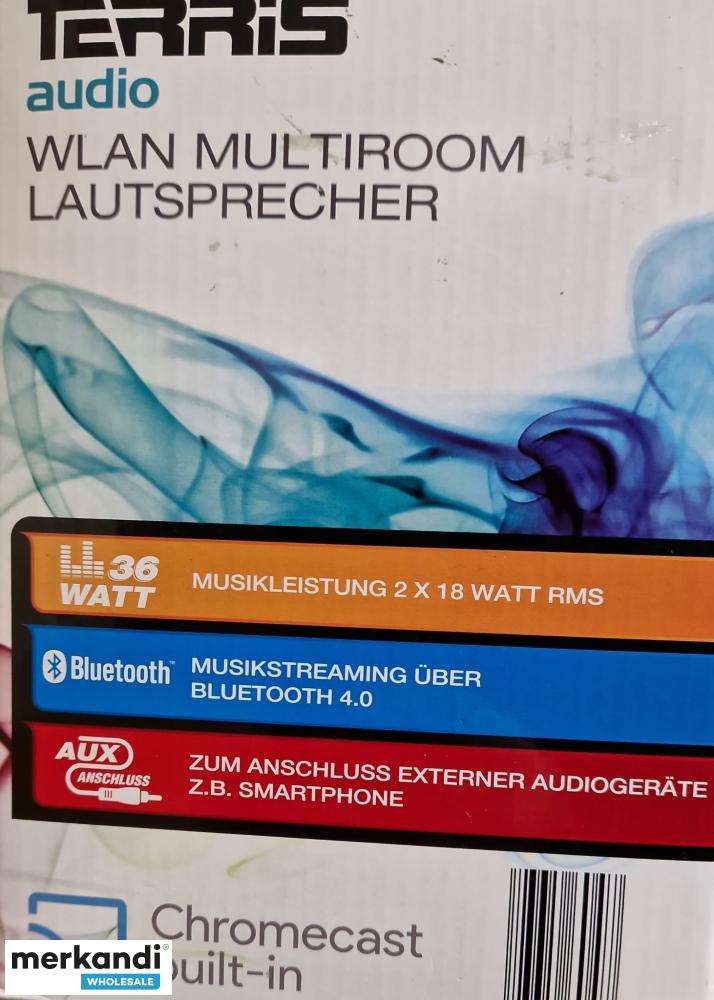 TERRiS
audio
WLAN MULTIROOM
LAUTSPRECHER
36
WATT
MUSIKLEISTUNG 2 X 18 WATT RMS
Bluetooth™
MUSIKSTREAMING ÜBER
BLUETOOTH 4.0
AUX
ANSCHLUSS
ZUM ANSCHLUSS EXTERNER AUDIOGERÄTE
Z.B. SMARTPHONE
Chromecast
built-in
merkandi®
WHOLESALE